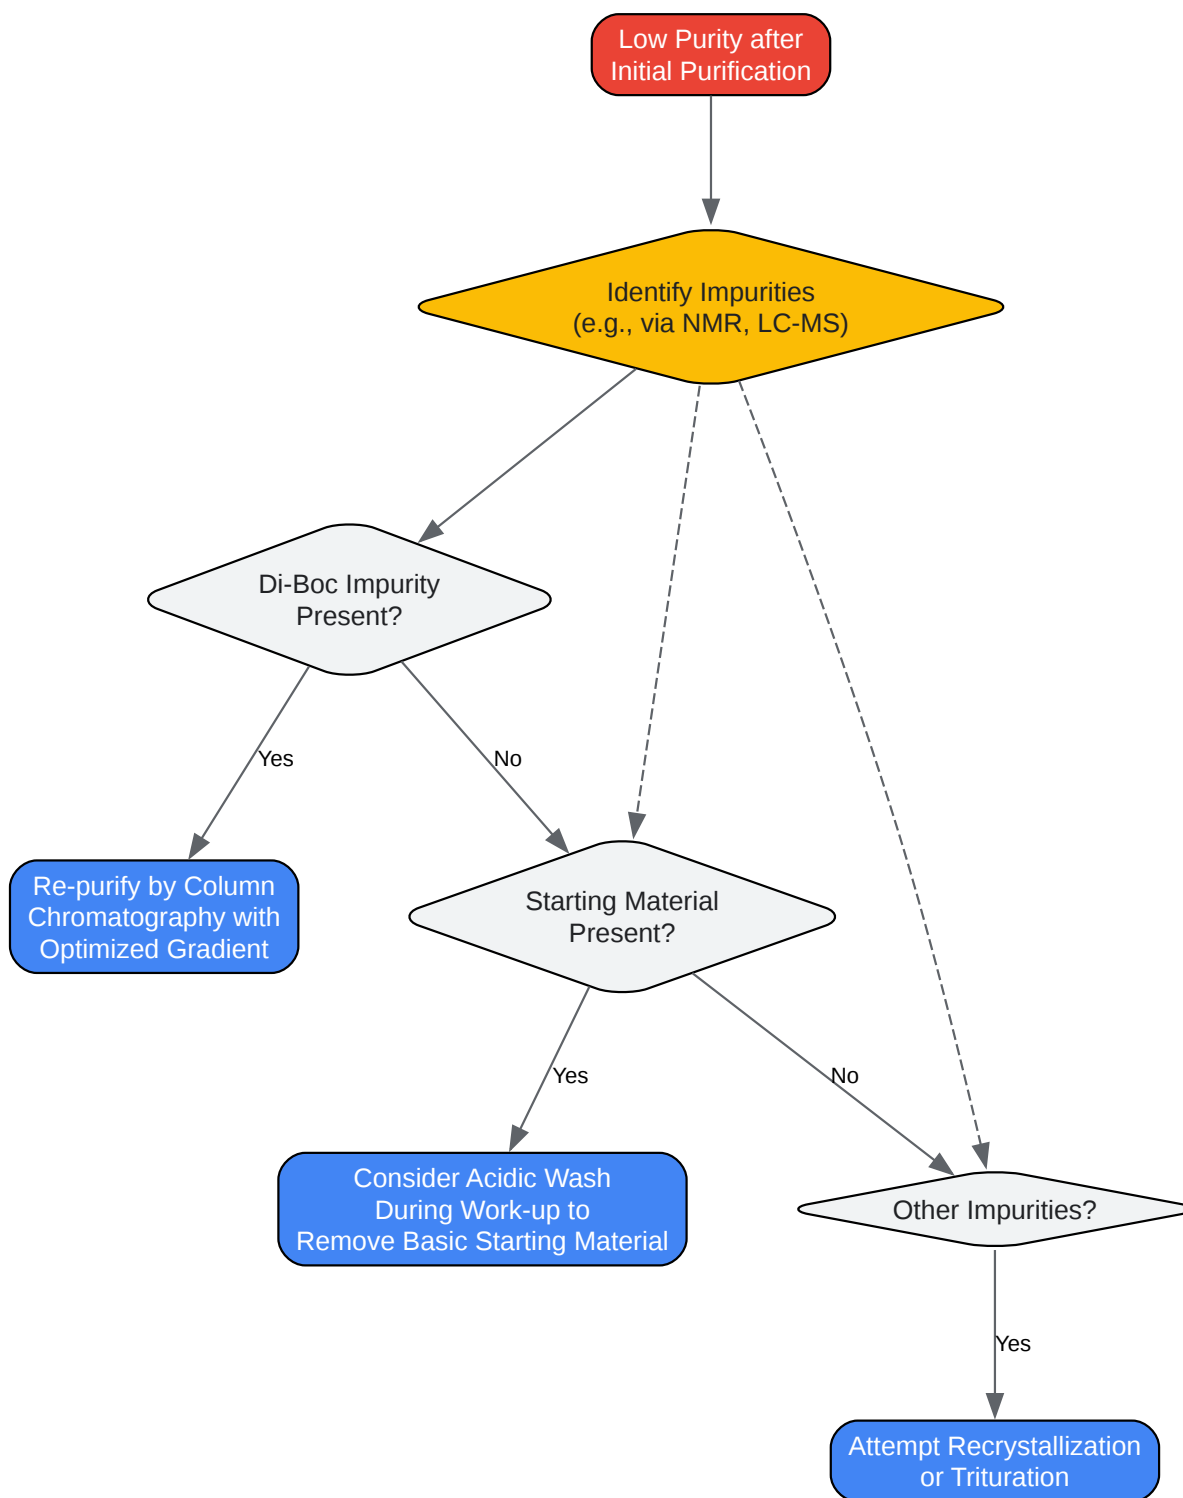 Low Purity after
Initial Purification
Identify Impurities
(e.g., via NMR, LC-MS)
Di-Boc Impurity
Present?
Yes
No
Re-purify by Column
Chromatography with
Optimized Gradient
Starting Material
Present?
Yes
No
Consider Acidic Wash
During Work-up to
Remove Basic Starting Material
Other Impurities?
Yes
Attempt Recrystallization
or Trituration